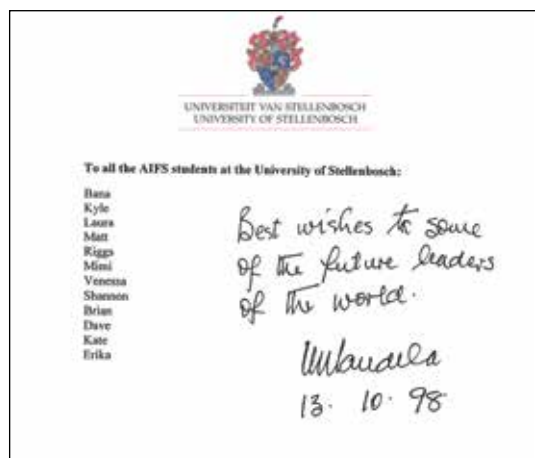 UNIVERSITEIT VAN STELLENBOSCH
UNIVERSITY OF STELLENBOSCH
To all the AIFS students at the University of Stellenbosch:
Bana
Kyle
Laura
Matt
Riggs
Mimi
Venessa
Shannon
Brian
Dave
Kate
Erika
Best wishes to some
of the future leaders
of the world.
NMandela
13. 10. 98